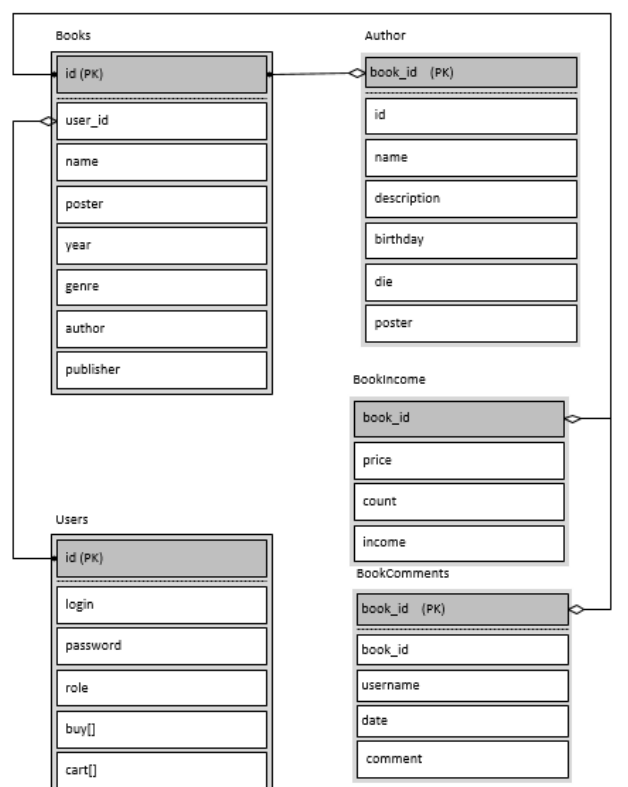 Books
id (PK)
user_id
name
poster
year
genre
author
publisher
Author
book_id (PK)
id
name
description
birthday
die
poster
BookIncome
book_id
price
count
income
Users
id (PK)
login
password
role
buy[]
cart[]
BookComments
book_id (PK)
book_id
username
date
comment